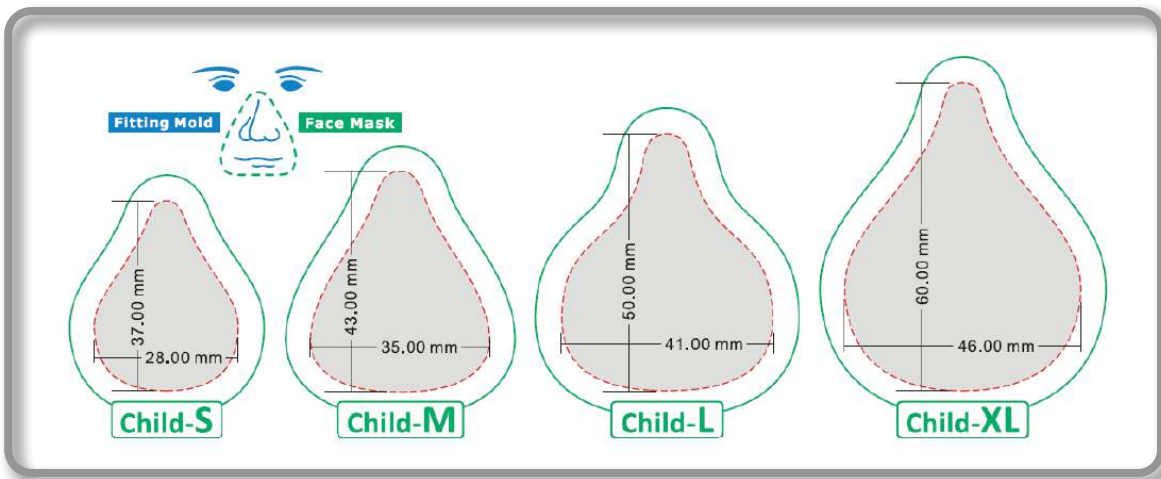 Fitting Mold
Face Mask
37.00 mm
28.00 mm
Child-S
43.00 mm
35.00 mm
Child-M
50.00 mm
41.00 mm
Child-L
60.00 mm
46.00 mm
Child-XL